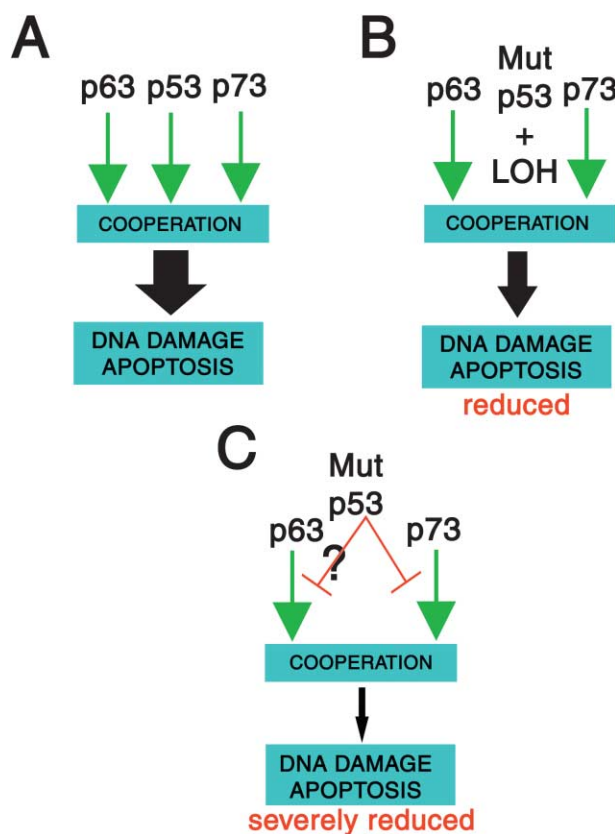 A
p63 p53 p73
COOPERATION
DNA DAMAGE
APOPTOSIS
B
Mut
p63 p53 p73
+
LOH
COOPERATION
DNA DAMAGE
APOPTOSIS
reduced
C
Mut
p53
p63 p73
?
COOPERATION
DNA DAMAGE
APOPTOSIS
severely reduced